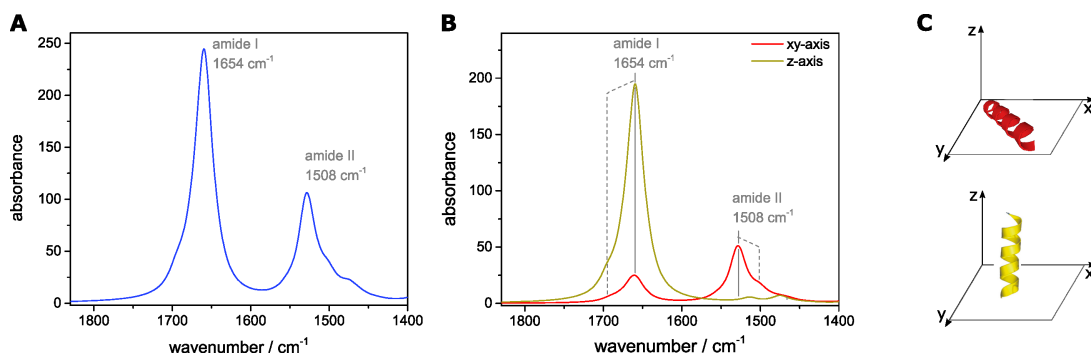 A
250
200
150
100
50
0
absorbance
amide I
1654 cm⁻¹
amide II
1508 cm⁻¹
1800
1700
1600
1500
1400
wavenumber / cm⁻¹
B
200
150
100
50
0
absorbance
amide I
1654 cm⁻¹
xy-axis
z-axis
amide II
1508 cm⁻¹
1800
1700
1600
1500
1400
wavenumber / cm⁻¹
C
z
x
y
z
x
y